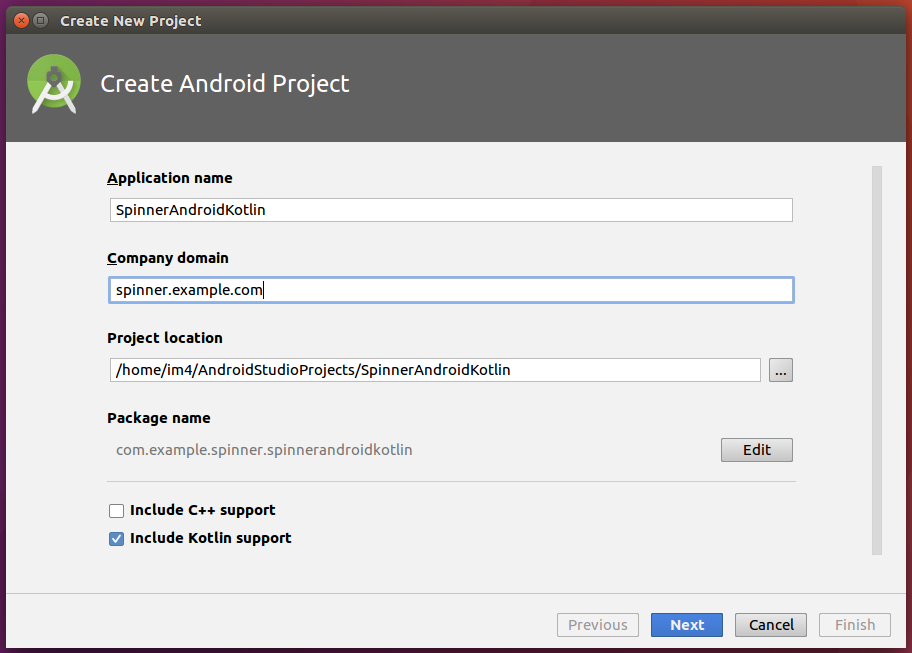 Create New Project
Create Android Project
Application name
SpinnerAndroidKotlin
Company domain
spinner.example.com
Project location
/home/im4/AndroidStudioProjects/SpinnerAndroidKotlin
...
Package name
com.example.spinner.spinnerandroidkotlin
Edit
Include C++ support
Include Kotlin support
Previous Next Cancel Finish